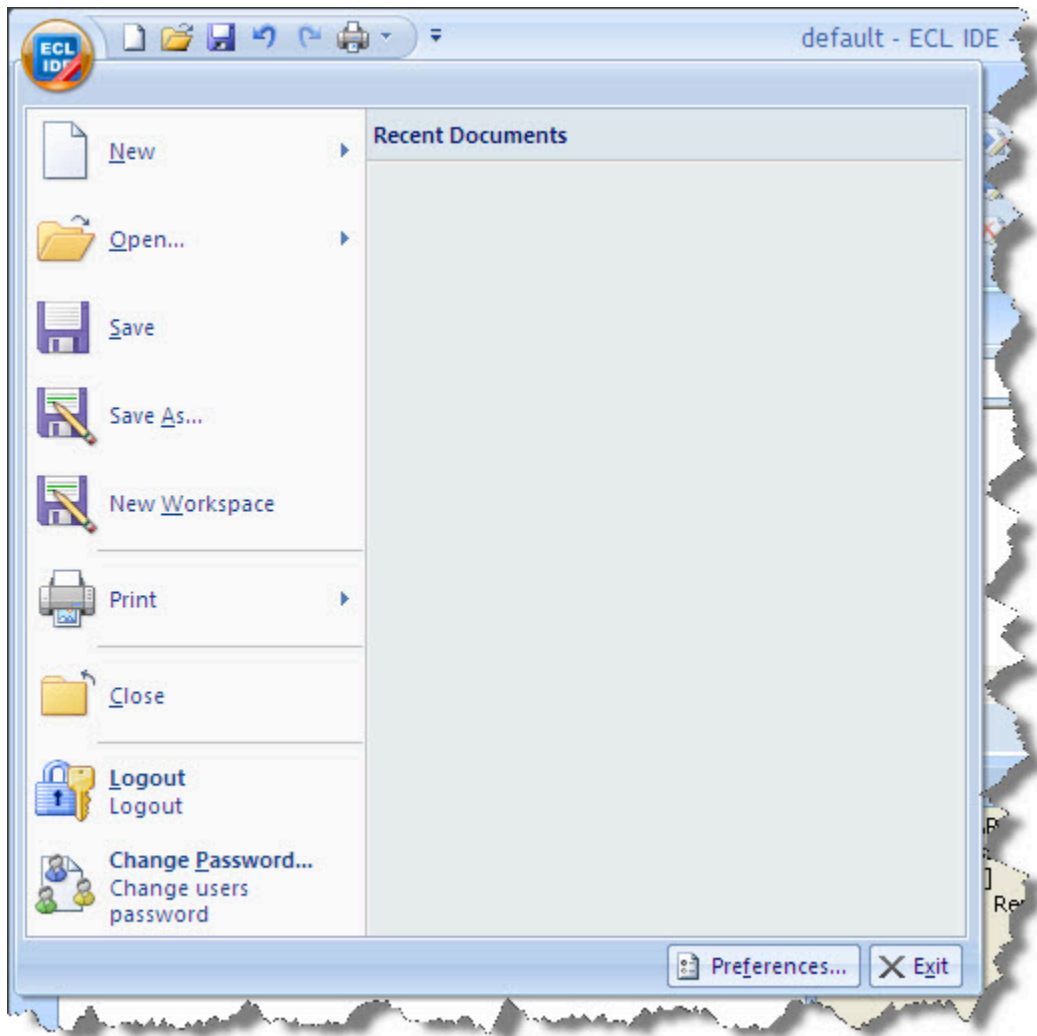 ECL
IDE
default - ECL IDE -
New
Recent Documents
Open...
Save
Save As...
New Workspace
Print
Close
Logout
Logout
Change Password...
Change users
password
Preferences...
Exit